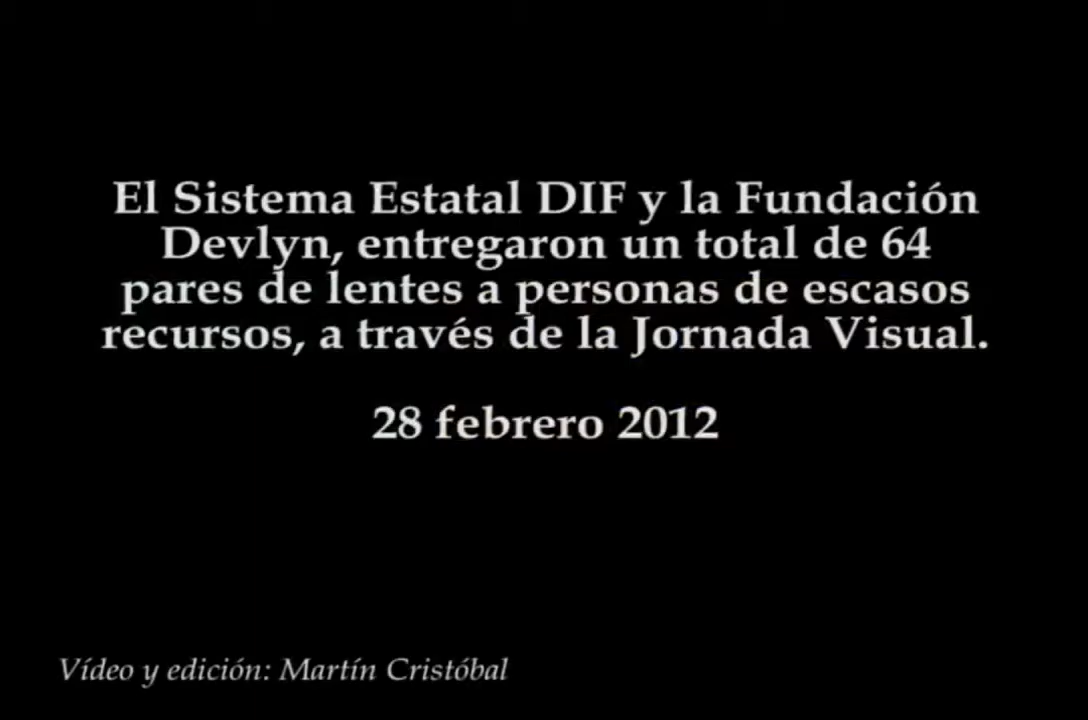 El Sistema Estatal DIF y la Fundación
Devlyn, entregaron un total de 64
pares de lentes a personas de escasos
recursos, a través de la Jornada Visual.
28 febrero 2012
Vídeo y edición: Martín Cristóbal